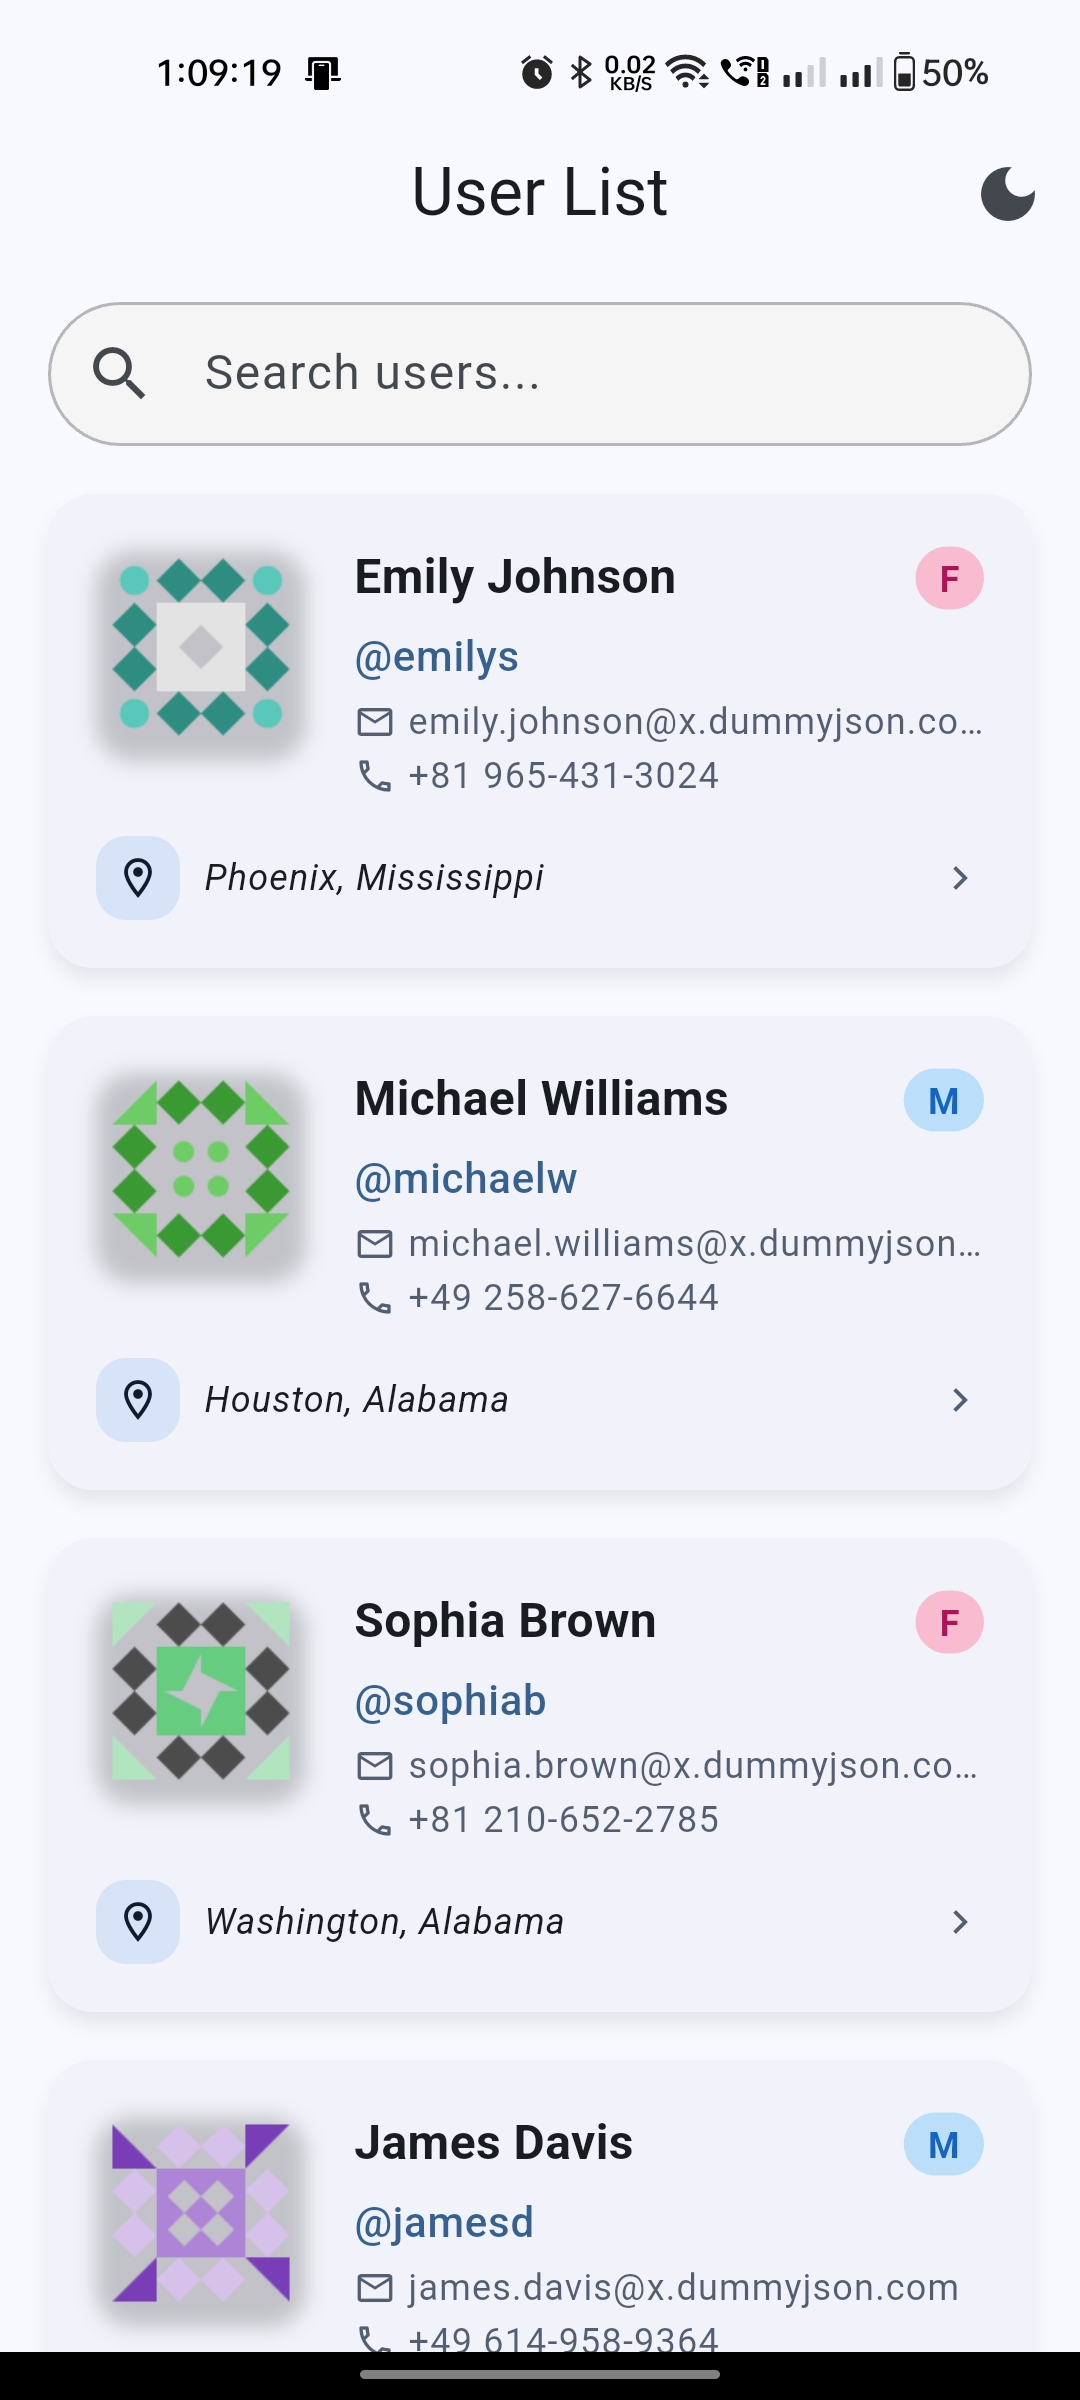 1:09:19 0.02 KB/S 1 2 50%
User List
Search users...
Emily Johnson F
@emilys
emily.johnson@x.dummyjson.co...
+81 965-431-3024
Phoenix, Mississippi
Michael Williams M
@michaelw
michael.williams@x.dummyjson...
+49 258-627-6644
Houston, Alabama
Sophia Brown F
@sophiab
sophia.brown@x.dummyjson.co...
+81 210-652-2785
Washington, Alabama
James Davis M
@jamesd
james.davis@x.dummyjson.com
+49 614-958-9364